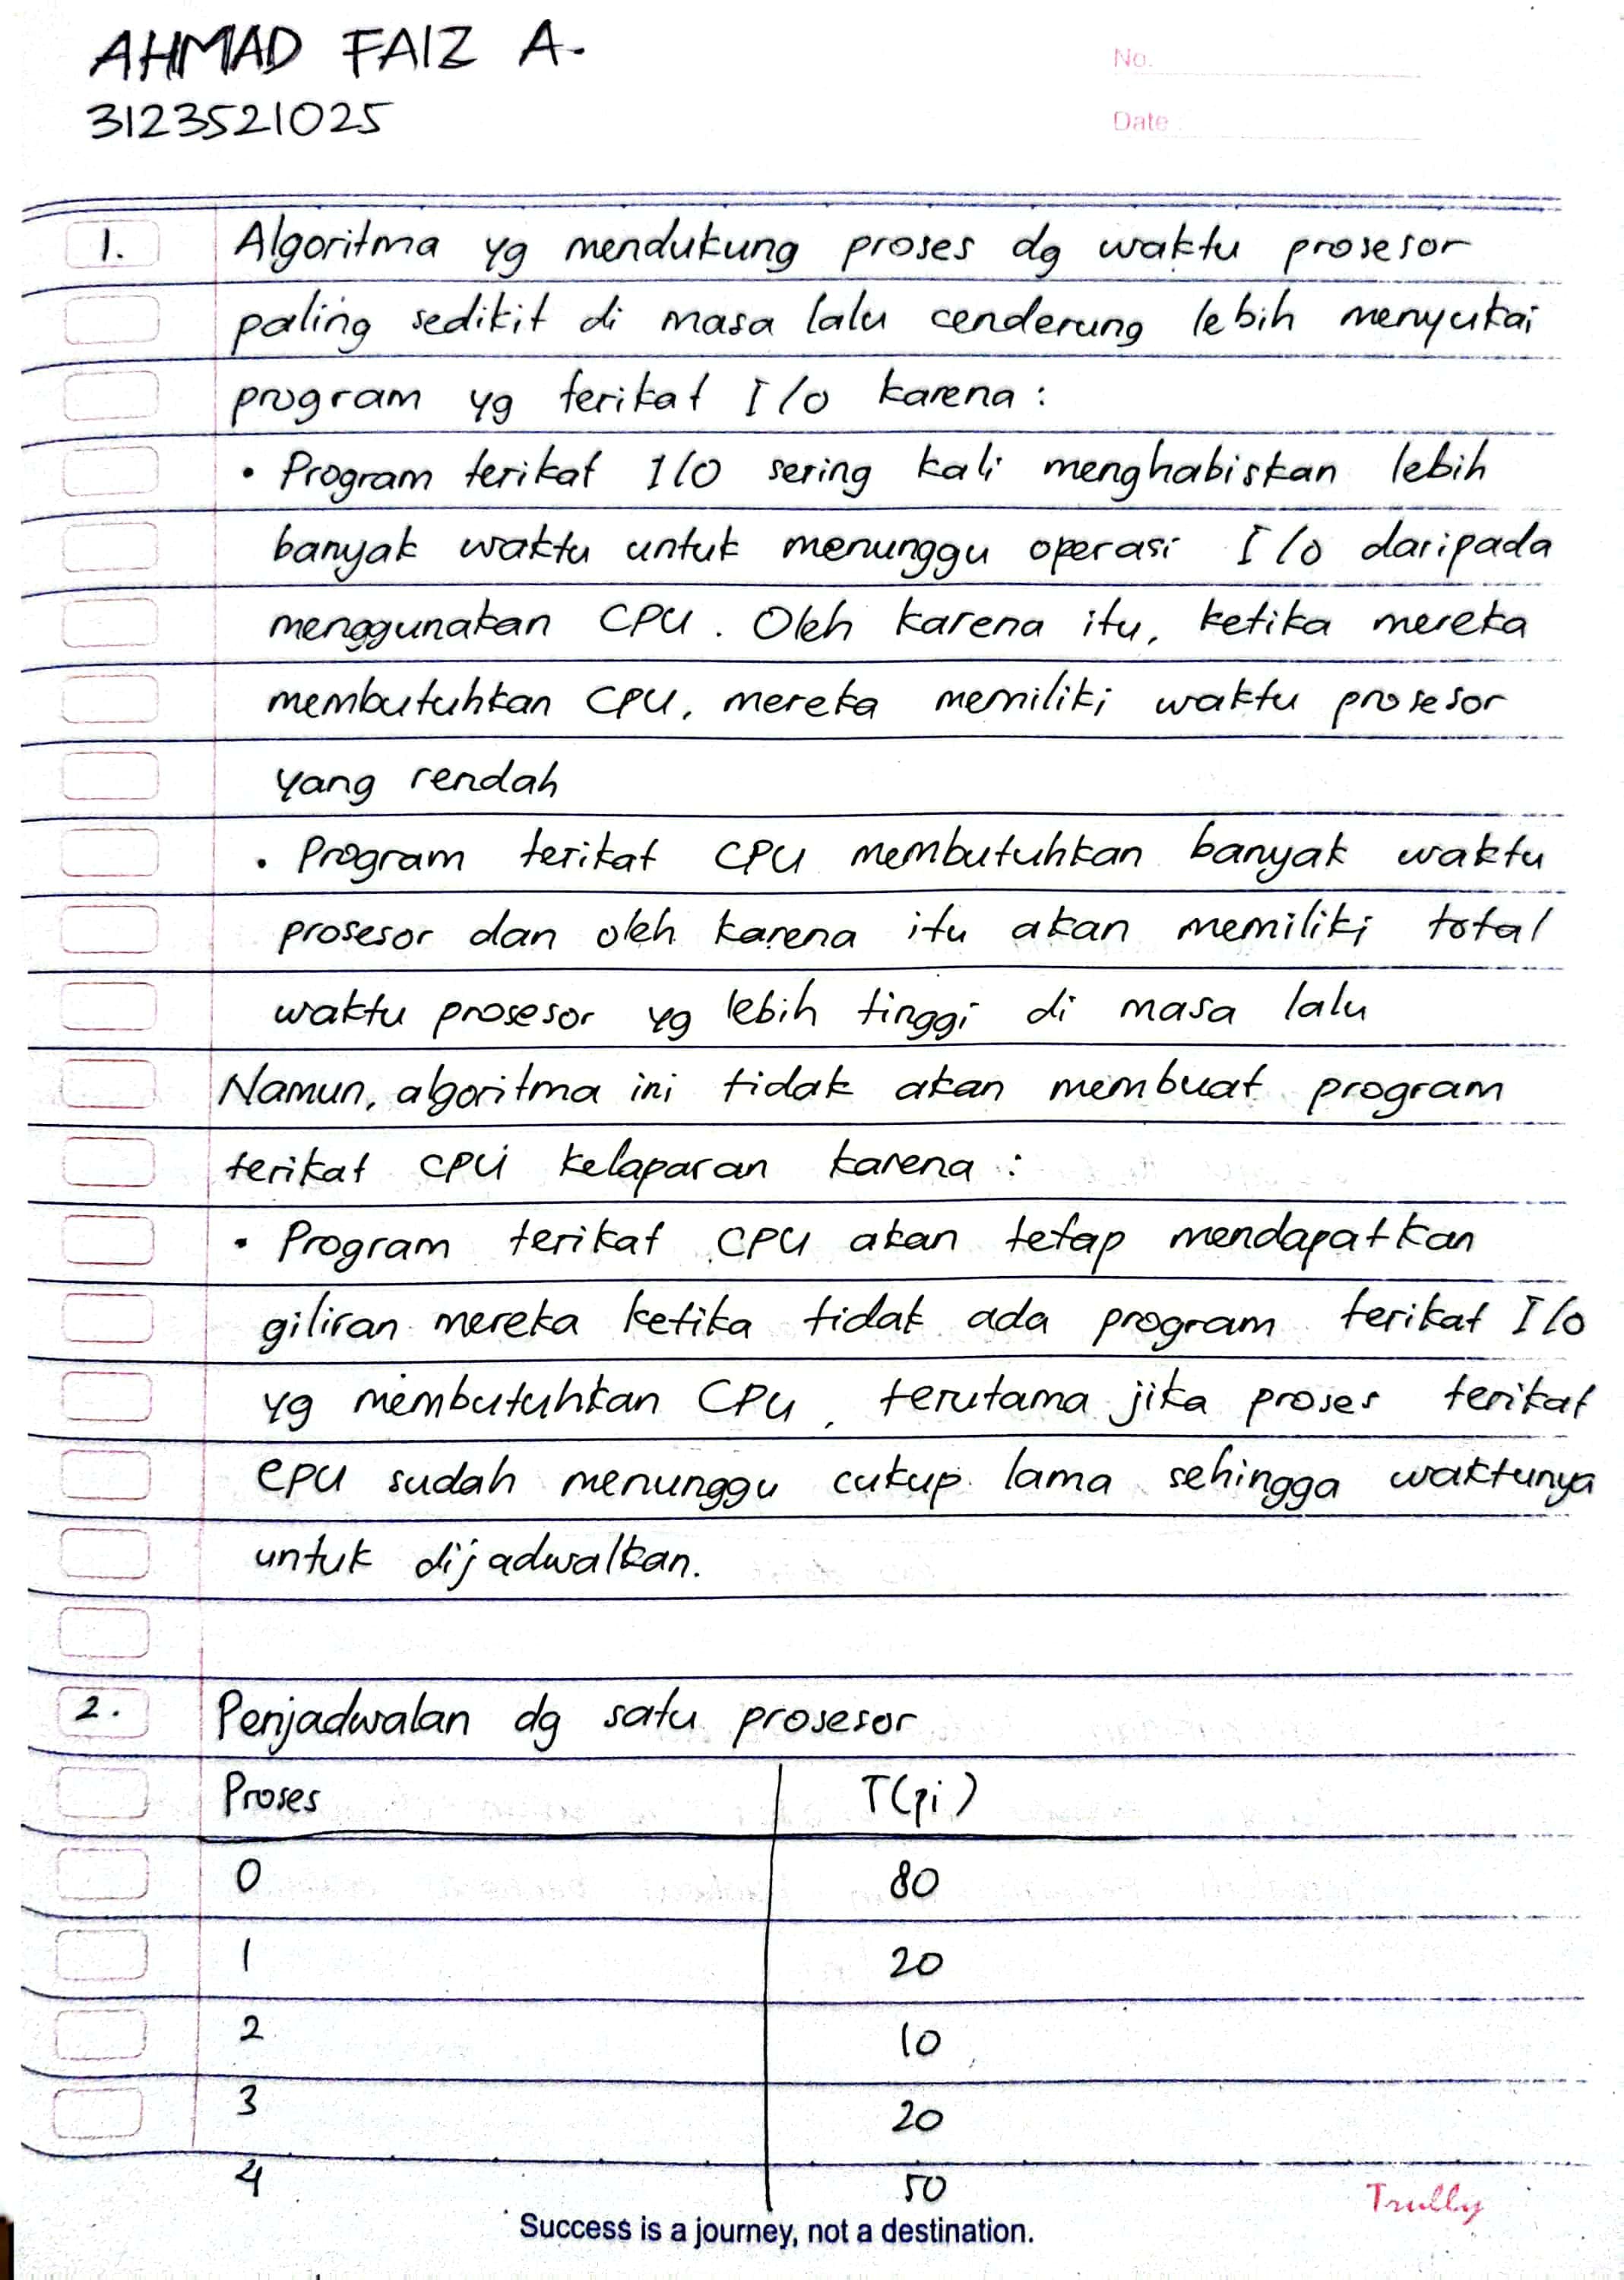 AHMAD FAIZ A.
3123521025
No.
Date
1. Algoritma yg mendukung proses dg waktu prosesor
paling sedikit di masa lalu cenderung lebih menyukai
program yg terikat I/O karena :
• Program terikat I/O sering kali menghabiskan lebih
banyak waktu untuk menunggu operasi I/O daripada
menggunakan CPU. Oleh karena itu, ketika mereka
membutuhkan CPU, mereka memiliki waktu prosesor
yang rendah
• Program terikat CPU membutuhkan banyak waktu
prosesor dan oleh karena itu akan memiliki total
waktu prosesor yg lebih tinggi di masa lalu
Namun, algoritma ini tidak akan membuat program
terikat CPU kelaparan karena :
• Program terikat CPU akan tetap mendapatkan
giliran mereka ketika tidak ada program terikat I/O
yg membutuhkan CPU, terutama jika proses terikat
CPU sudah menunggu cukup lama sehingga waktunya
untuk dijadwalkan.
2. Penjadwalan dg satu prosesor
Proses T(pi)
0 80
1 20
2 10
3 20
4 50
Trully
Success is a journey, not a destination.